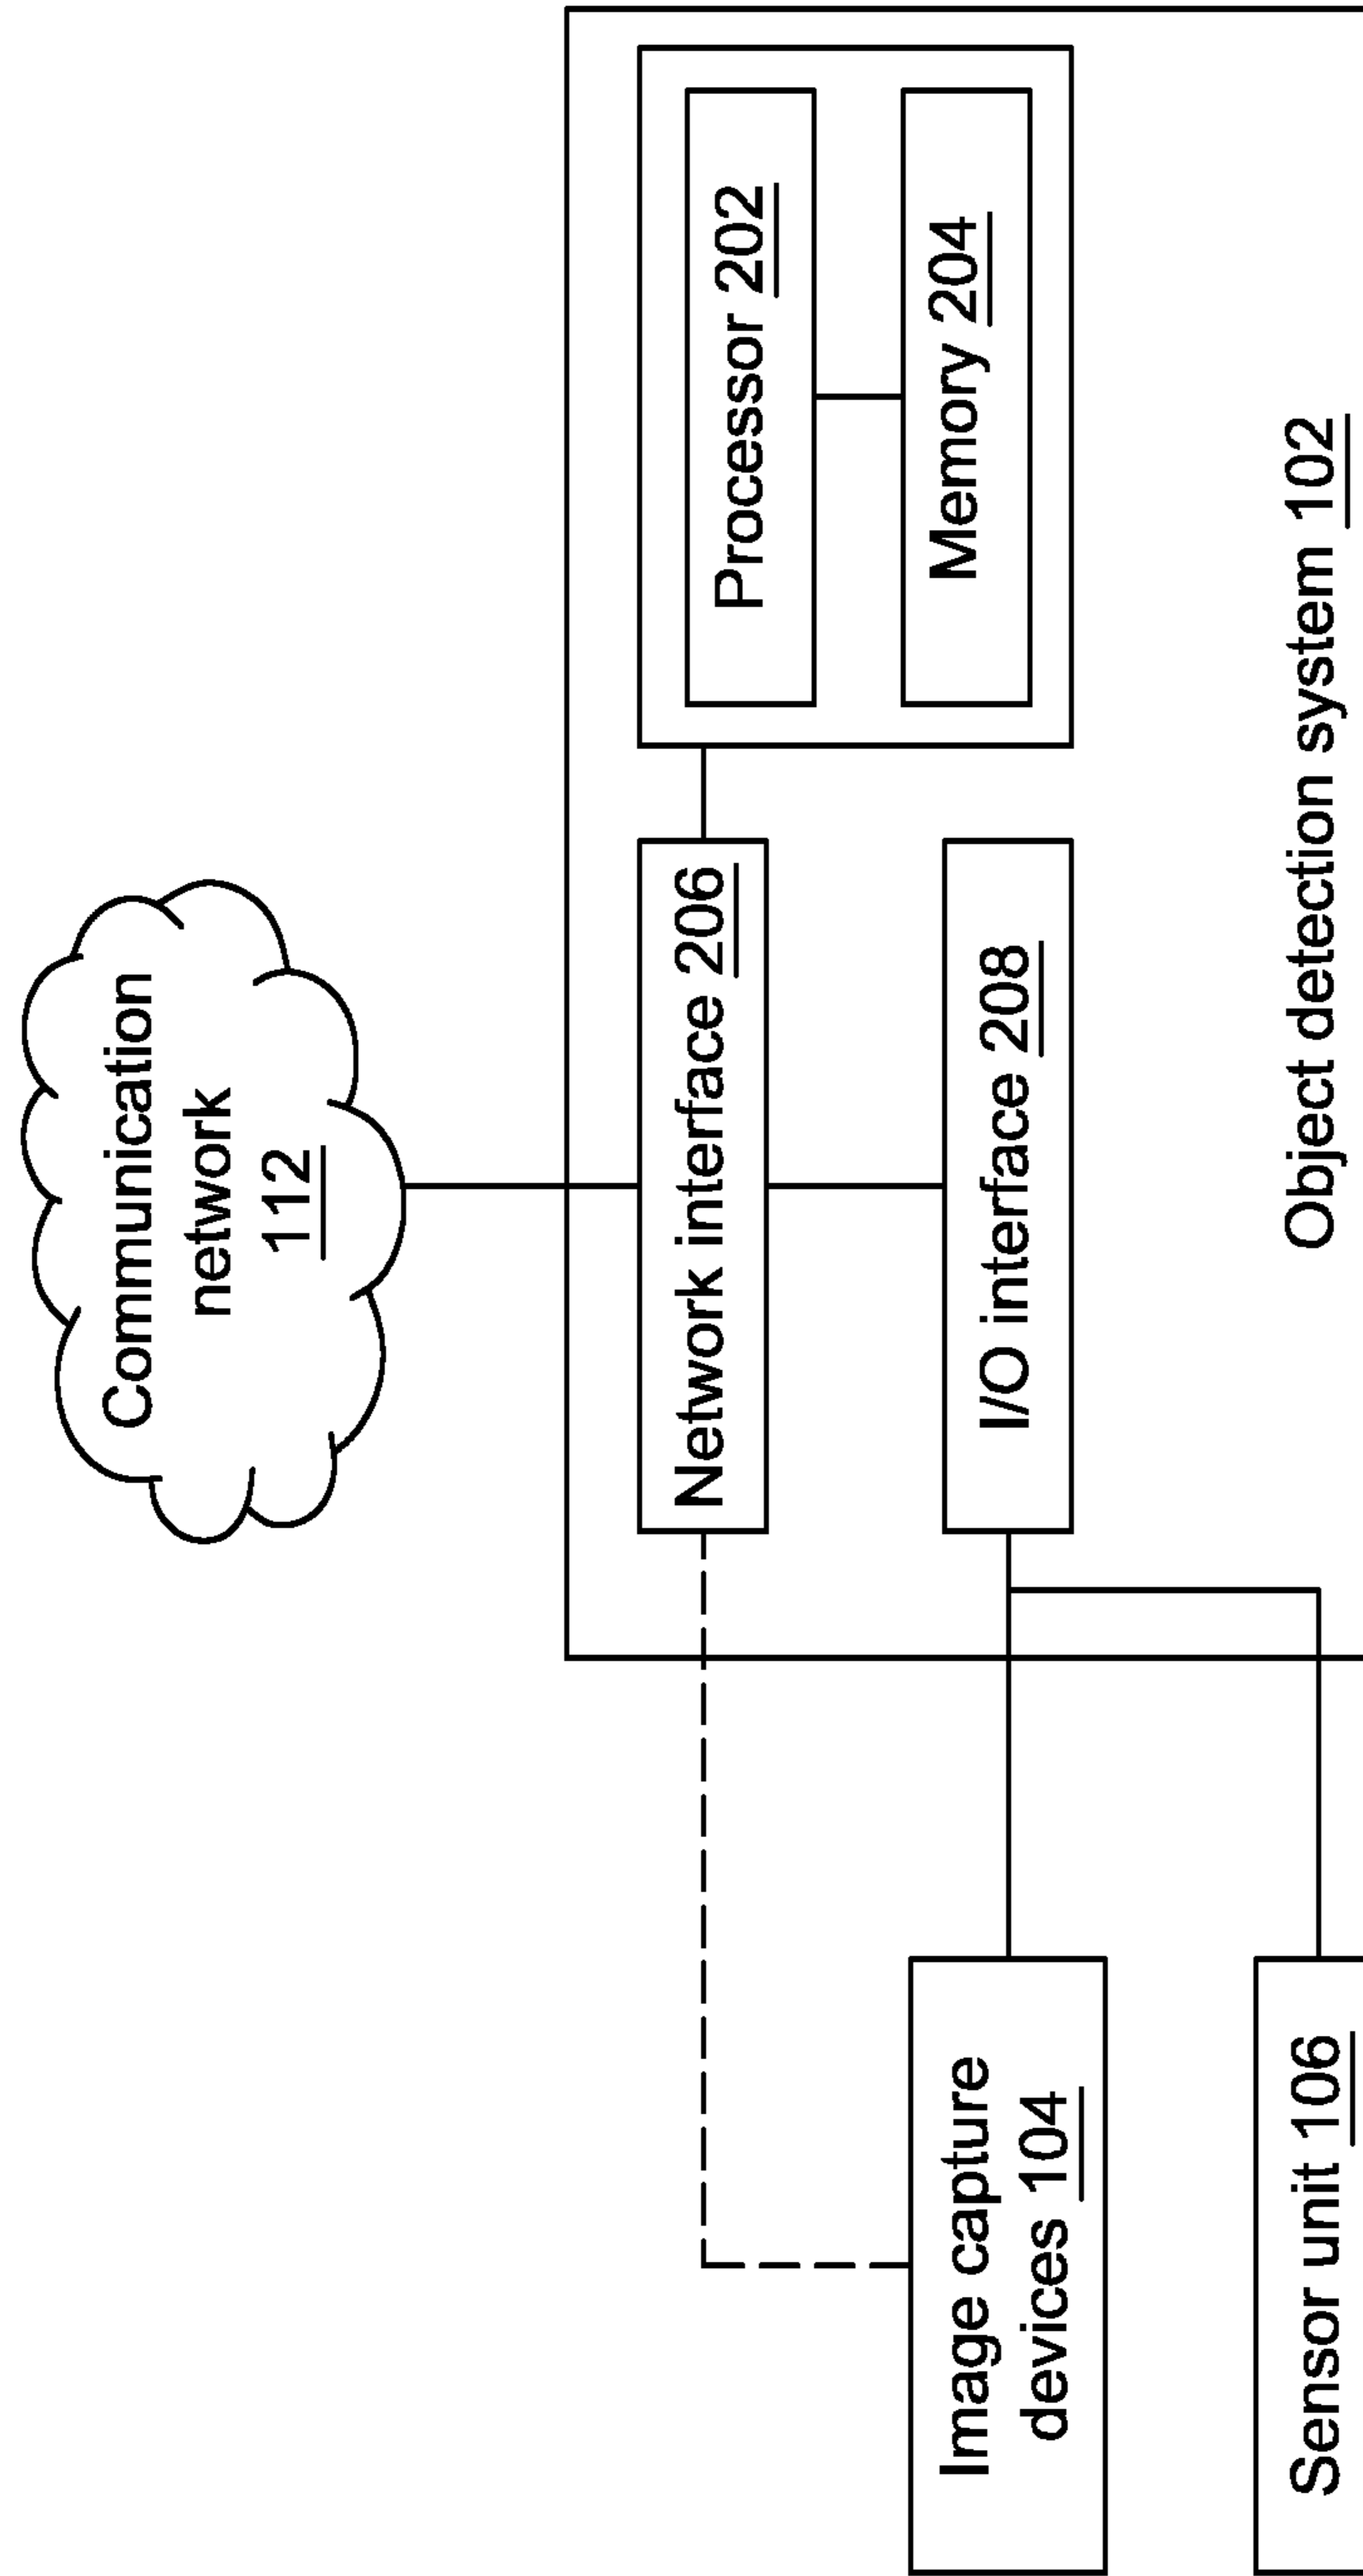 Communication
network
112
Network interface 206
Processor 202
Memory 204
I/O interface 208
Image capture
devices 104
Sensor unit 106
Object detection system 102